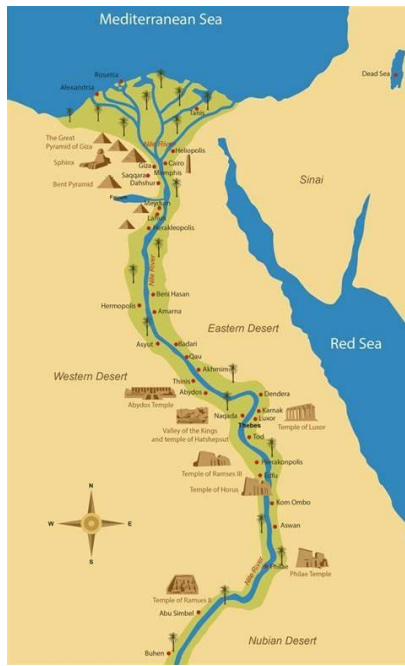 Mediterranean Sea
Rosetta
Alexandria
Dead Sea
Tanis
The Great
Pyramid of Giza
Nile River
Heliopolis
Sphinx
Giza
Cairo
Memphis
Saqqara
Dahshur
Sinai
Bent Pyramid
Meydum
Lahun
Herakleopolis
Nile River
Beni Hasan
Hermopolis
Amarna
Eastern Desert
Asyut
Badari
Red Sea
Qau
Western Desert
Akhmim
Thinis
Abydos
Dendera
Abydos Temple
Karnak
Naqada
Luxor
Thebes
Temple of Luxor
Valley of the Kings
and temple of Hatshepsut
Tod
Hierakonpolis
Temple of Ramses III
Edfu
Temple of Horus
Kom Ombo
N
W
E
S
Aswan
Nile River
Philae
Philae Temple
Temple of Ramses II
Abu Simbel
Nubian Desert
Buhen